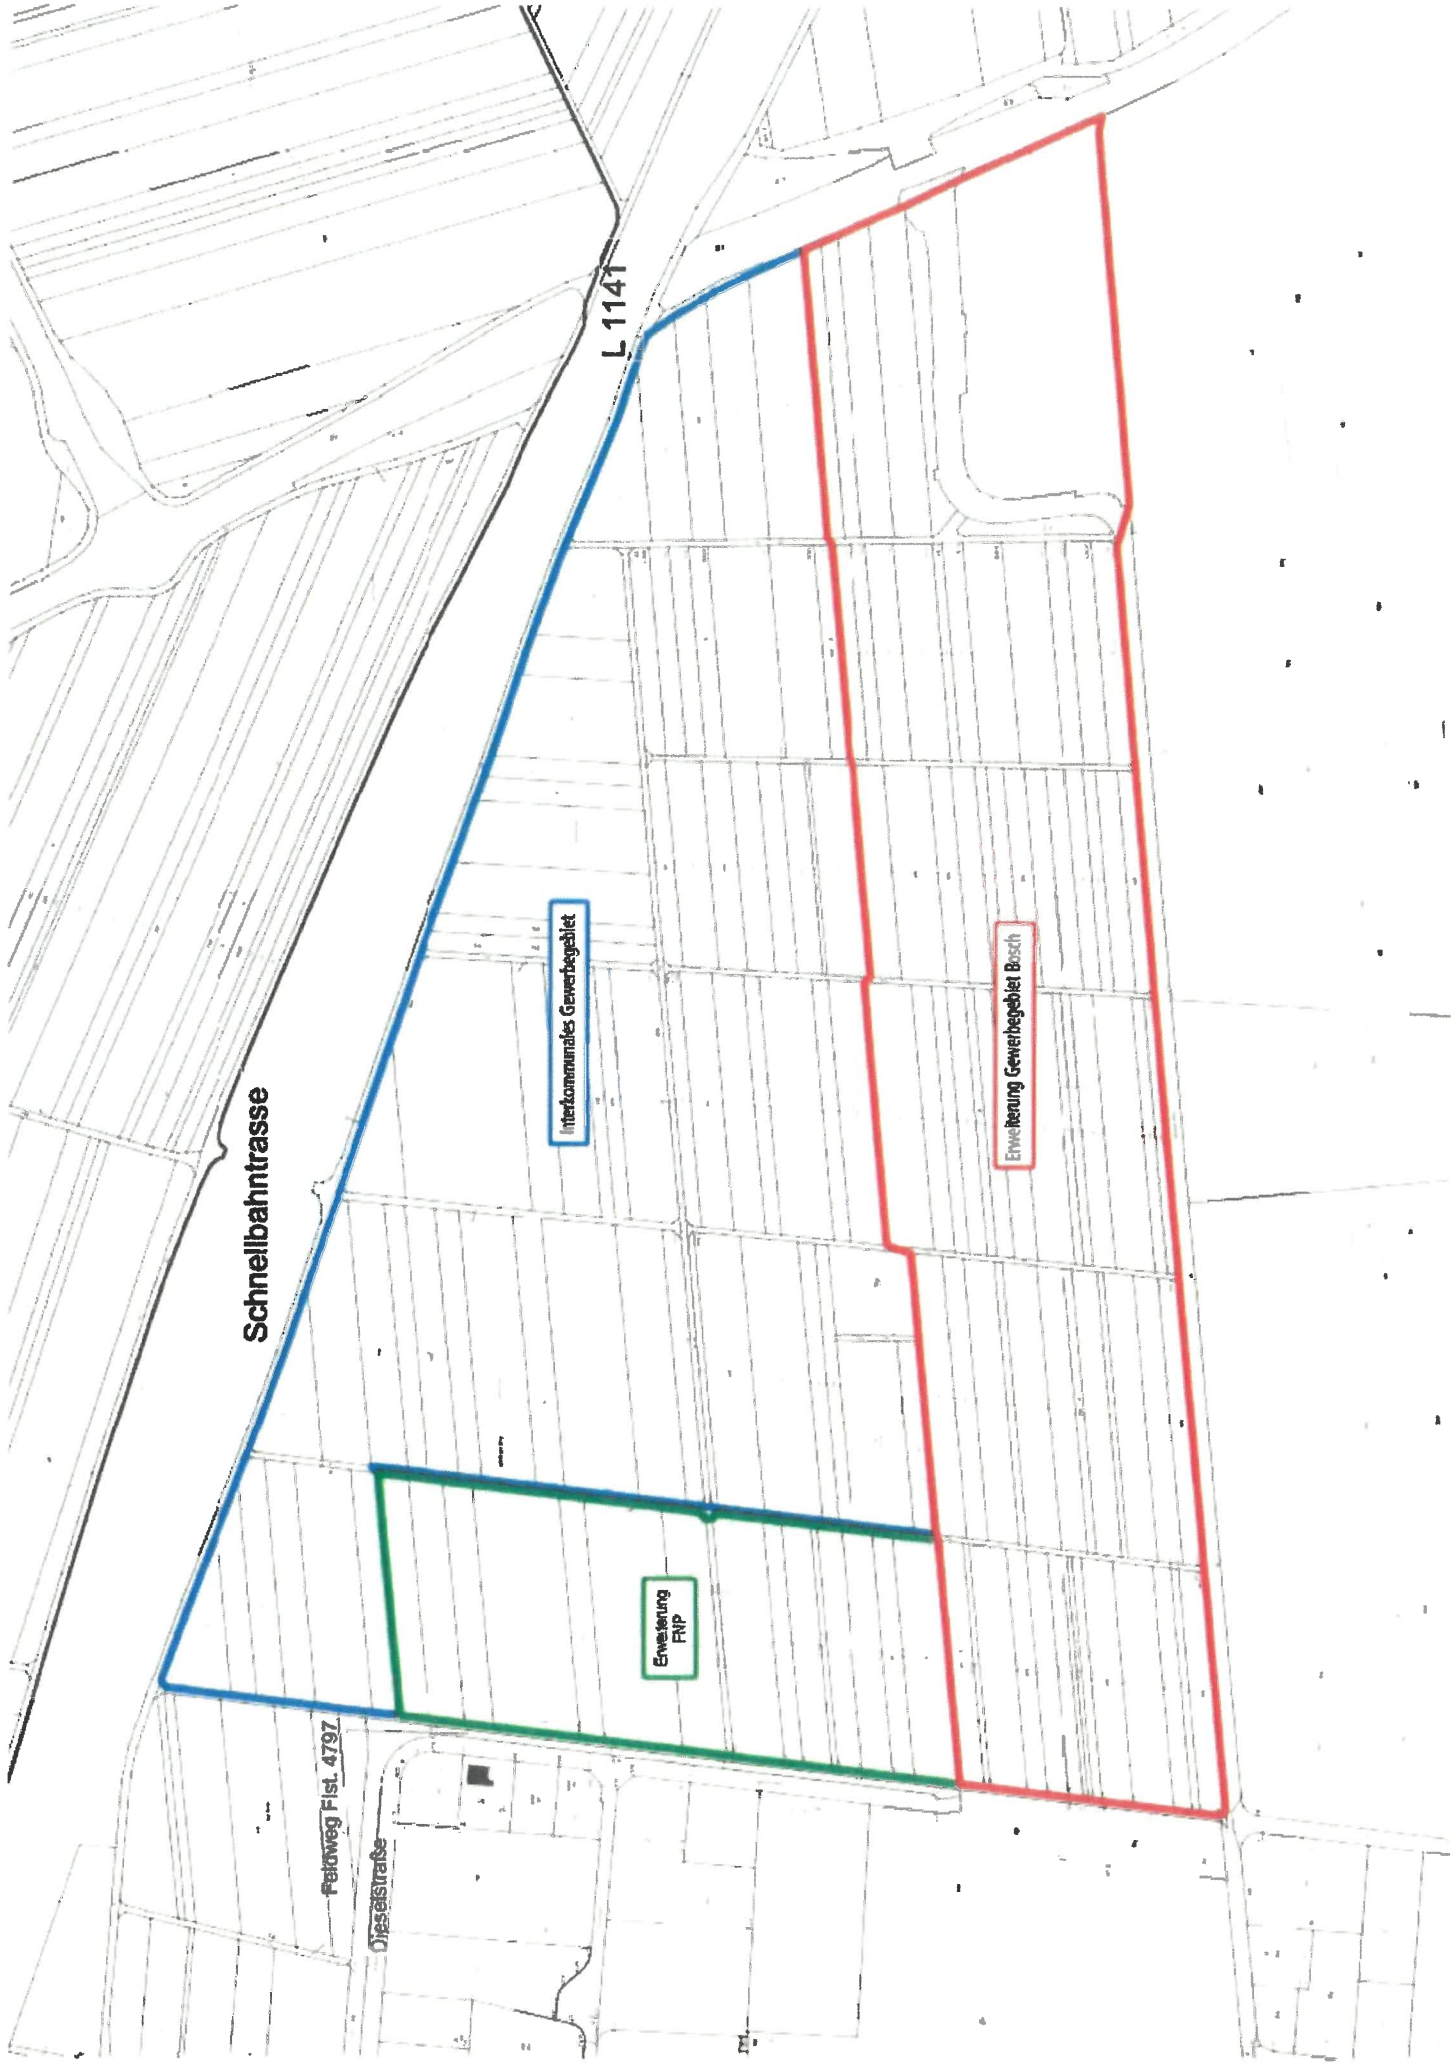 Schnellbahntrasse
L 1141
Interkommunales Gewerbegebiet
Erweiterung Gewerbegebiet Bosch
Erweiterung
FNP
Feldweg Flst. 4797
Dieselstraße